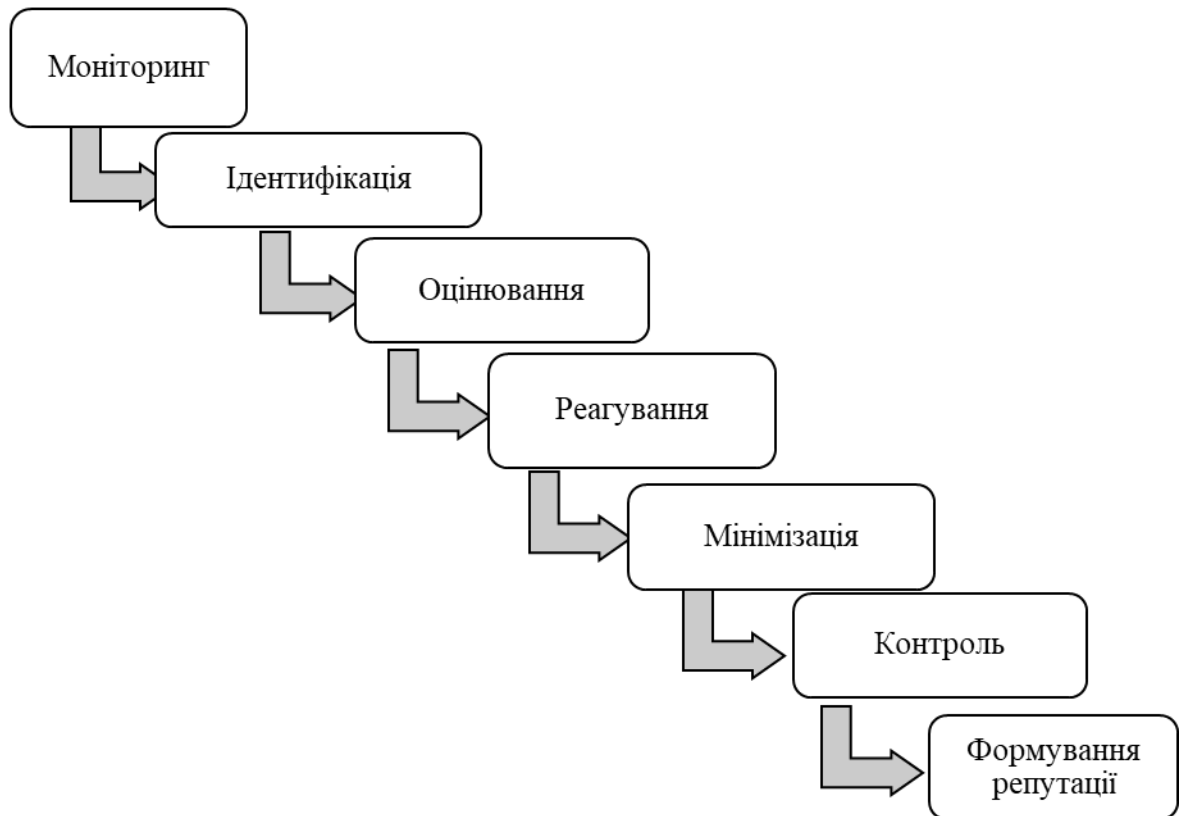 Моніторинг
Ідентифікація
Оцінювання
Реагування
Мінімізація
Контроль
Формування
репутації